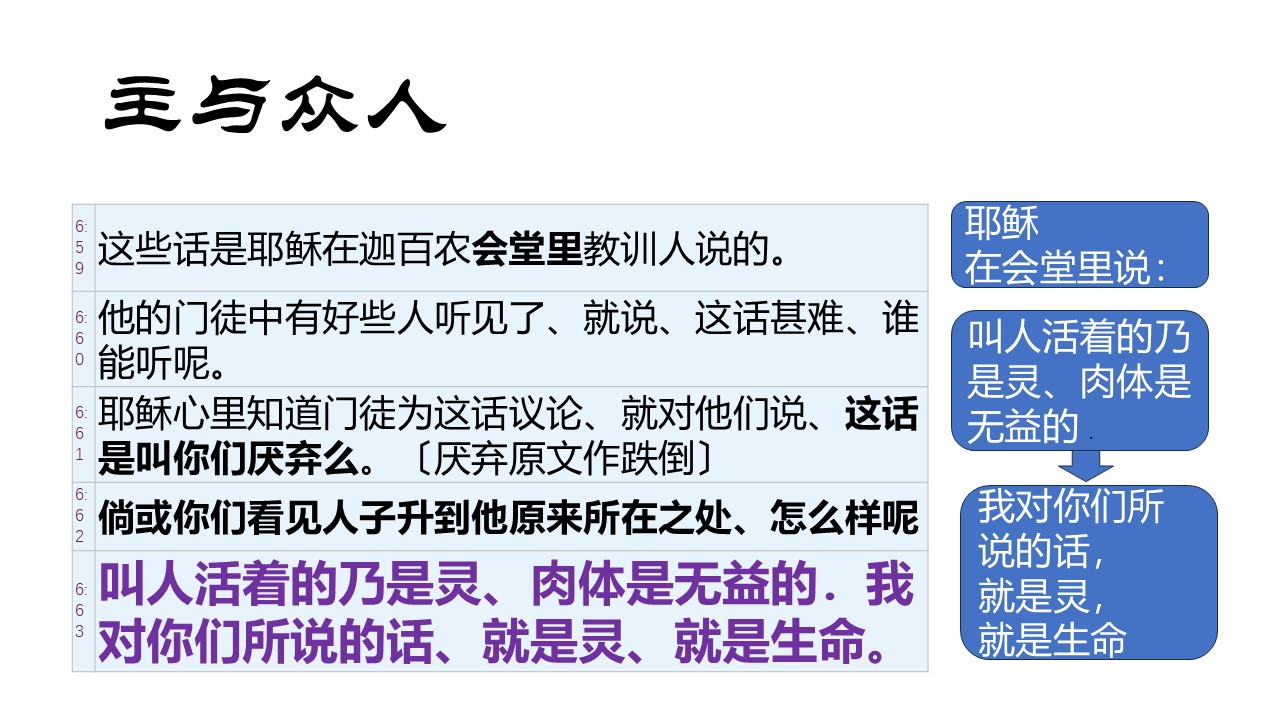 主与众人
6:59
这些话是耶稣在迦百农会堂里教训人说的。
6:60
他的门徒中有好些人听见了、就说、这话甚难、谁
能听呢。
6:61
耶稣心里知道门徒为这话议论、就对他们说、这话
是叫你们厌弃么。〔厌弃原文作跌倒〕
6:62
倘或你们看见人子升到他原来所在之处、怎么样呢
6:63
叫人活着的乃是灵、肉体是无益的．我
对你们所说的话、就是灵、就是生命。
耶稣
在会堂里说：
叫人活着的乃
是灵、肉体是
无益的．
我对你们所
说的话，
就是灵，
就是生命